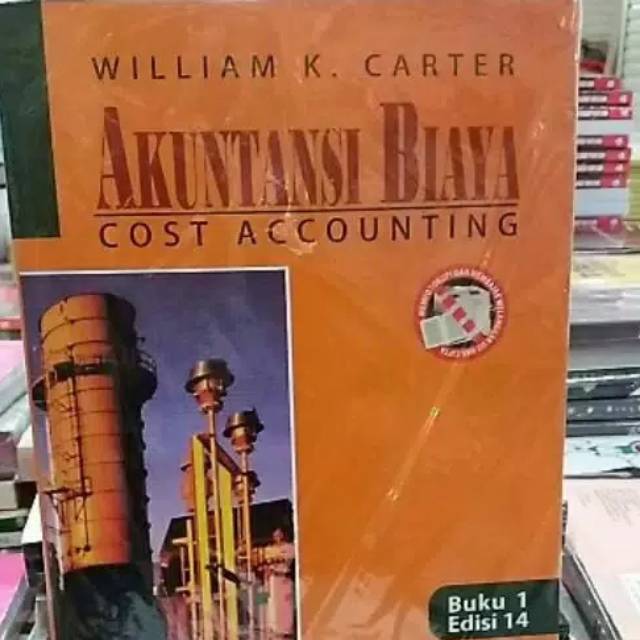 WILLIAM K. CARTER
AKUNTANSI BIAYA
COST ACCOUNTING
Buku 1
Edisi 14